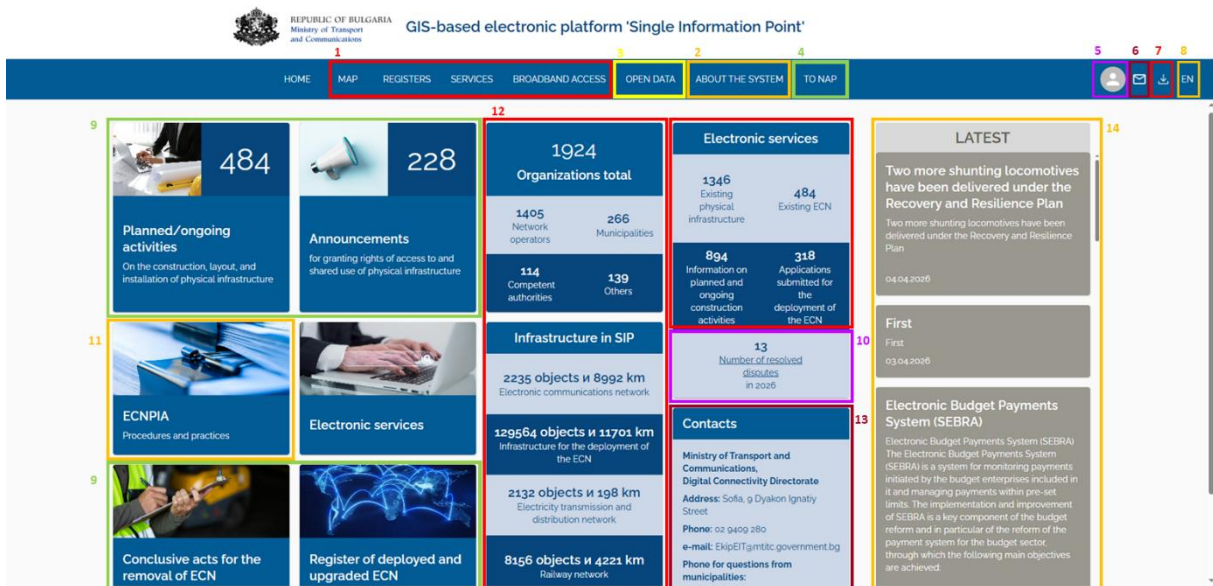 REPUBLIC OF BULGARIA
Ministry of Transport
and Communications
GIS-based electronic platform 'Single Information Point'
1
3
2
4
5
6
7
8
HOME
MAP
REGISTERS
SERVICES
BROADBAND ACCESS
OPEN DATA
ABOUT THE SYSTEM
TO NAP
EN
9
484
Planned/ongoing
activities
On the construction, layout, and
installation of physical infrastructure
228
Announcements
for granting rights of access to and
shared use of physical infrastructure
11
ECNPIA
Procedures and practices
Electronic services
9
Conclusive acts for the
removal of ECN
Register of deployed and
upgraded ECN
12
1924
Organizations total
1405
Network
operators
266
Municipalities
114
Competent
authorities
139
Others
Infrastructure in SIP
2235 objects и 8992 km
Electronic communications network
129564 objects и 11701 km
Infrastructure for the deployment of
the ECN
2132 objects и 198 km
Electricity transmission and
distribution network
8156 objects и 4221 km
Railway network
Electronic services
1346
Existing
physical
infrastructure
484
Existing ECN
894
Information on
planned and
ongoing
construction
activities
318
Applications
submitted for
the
deployment of
the ECN
10
13
Number of resolved
disputes
in 2026
13
Contacts
Ministry of Transport and
Communications,
Digital Connectivity Directorate
Address: Sofia, 9 Dyakon Ignatiy
Street
Phone: 02 9409 280
e-mail: EkipEIT@mtitc.government.bg
Phone for questions from
municipalities:
14
LATEST
Two more shunting locomotives
have been delivered under the
Recovery and Resilience Plan
Two more shunting locomotives have been
delivered under the Recovery and Resilience
Plan
04.04.2026
First
First
03.04.2026
Electronic Budget Payments
System (SEBRA)
Electronic Budget Payments System (SEBRA)
The Electronic Budget Payments System
(SEBRA) is a system for monitoring payments
initiated by the budget enterprises included in
it and managing payments within pre-set
limits. The implementation and improvement
of SEBRA is a key component of the budget
reform and in particular of the reform of the
payment system for the budget sector,
through which the following main objectives
are achieved: